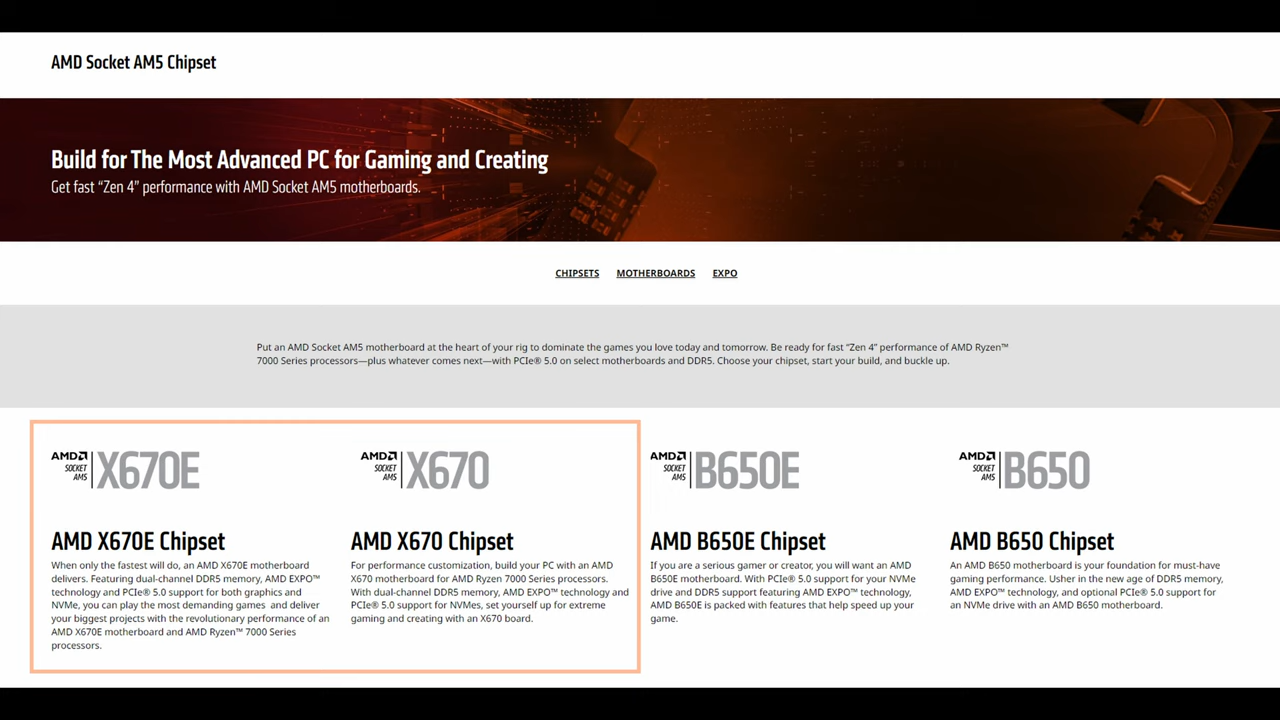 AMD Socket AM5 Chipset
Build for The Most Advanced PC for Gaming and Creating
Get fast “Zen 4” performance with AMD Socket AM5 motherboards.
CHIPSETS MOTHERBOARDS EXPO
Put an AMD Socket AM5 motherboard at the heart of your rig to dominate the games you love today and tomorrow. Be ready for fast “Zen 4” performance of AMD Ryzen™
7000 Series processors—plus whatever comes next—with PCIe® 5.0 on select motherboards and DDR5. Choose your chipset, start your build, and buckle up.
AMD
SOCKET
AM5
X670E
AMD X670E Chipset
When only the fastest will do, an AMD X670E motherboard
delivers. Featuring dual-channel DDR5 memory, AMD EXPO™
technology and PCIe® 5.0 support for both graphics and
NVMe, you can play the most demanding games and deliver
your biggest projects with the revolutionary performance of an
AMD X670E motherboard and AMD Ryzen™ 7000 Series
processors.
AMD
SOCKET
AM5
X670
AMD X670 Chipset
For performance customization, build your PC with an AMD
X670 motherboard for AMD Ryzen 7000 Series processors.
With dual-channel DDR5 memory, AMD EXPO™ technology and
PCIe® 5.0 support for NVMes, set yourself up for extreme
gaming and creating with an X670 board.
AMD
SOCKET
AM5
B650E
AMD B650E Chipset
If you are a serious gamer or creator, you will want an AMD
B650E motherboard. With PCIe® 5.0 support for your NVMe
drive and DDR5 support featuring AMD EXPO™ technology,
AMD B650E is packed with features that help speed up your
game.
AMD
SOCKET
AM5
B650
AMD B650 Chipset
An AMD B650 motherboard is your foundation for must-have
gaming performance. Usher in the new age of DDR5 memory,
AMD EXPO™ technology, and optional PCIe® 5.0 support for
an NVMe drive with an AMD B650 motherboard.